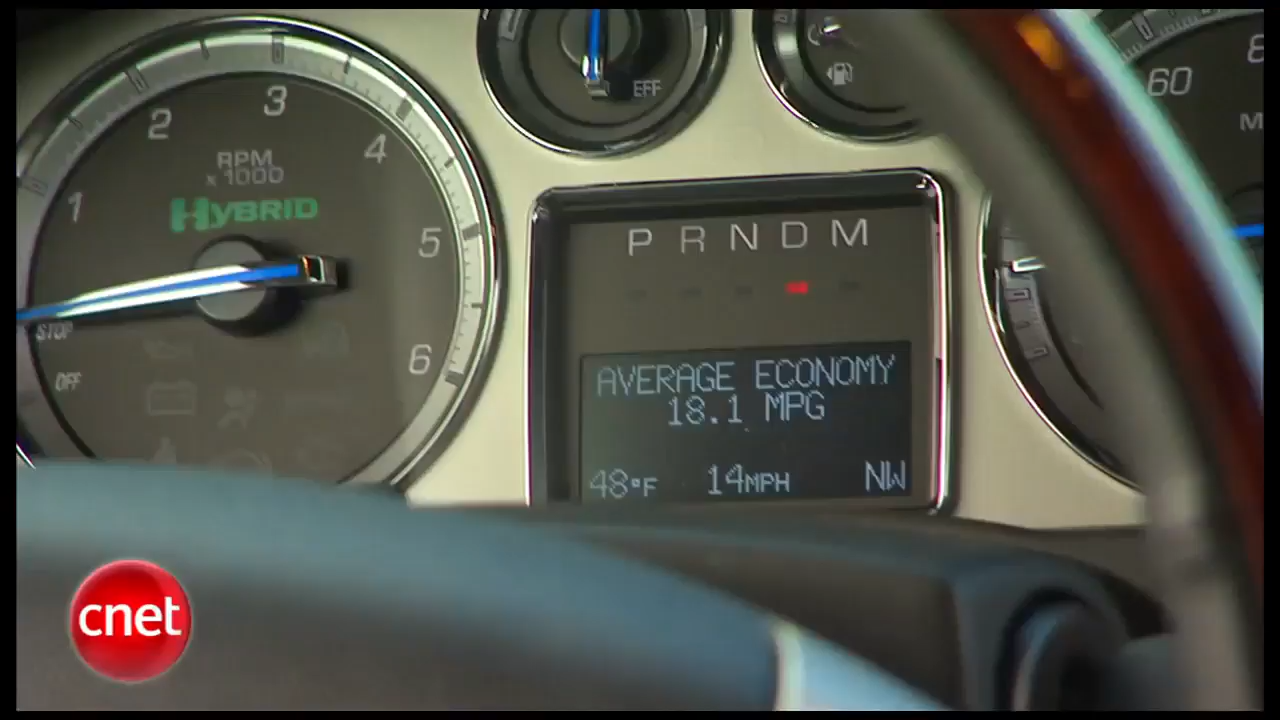 1
2
3
4
5
6
RPM
x 1000
HYBRID
STOP
OFF
EFF
60
8
M
P R N D M
AVERAGE ECONOMY
18.1 MPG
48°F 14MPH NW
cnet